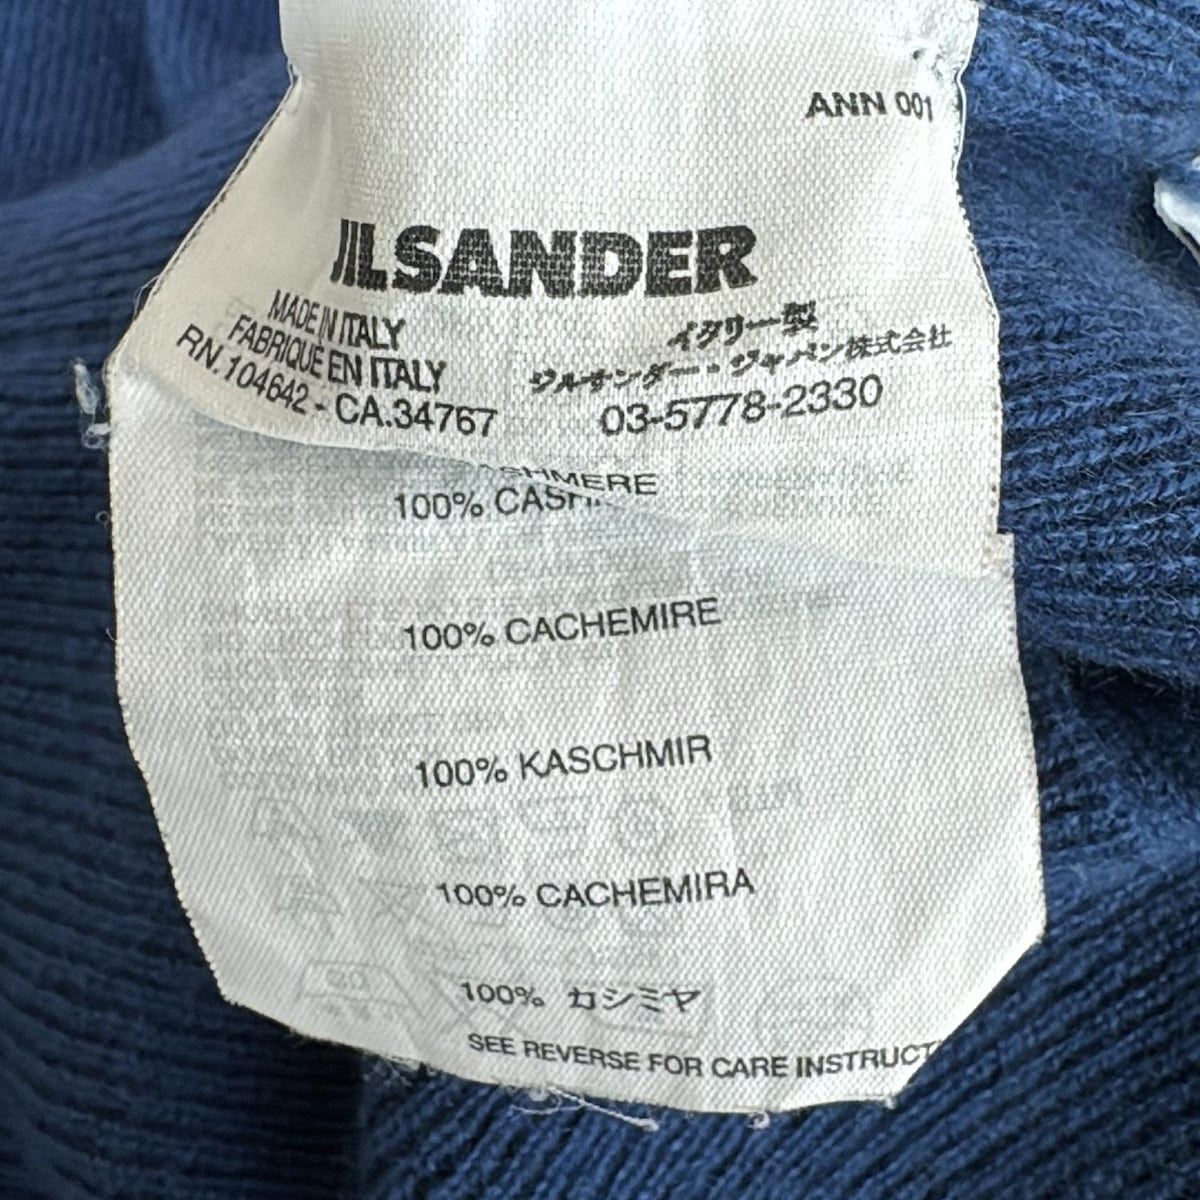 ANN 001
JIL SANDER
MADE IN ITALY
FABRIQUE EN ITALY
RN.104642 - CA.34767
イタリー製
ジルサンダー・ジャパン株式会社
03-5778-2330
100% CASHMERE
100% CACHEMIRE
100% KASCHMIR
100% CACHEMIRA
100% カシミヤ
SEE REVERSE FOR CARE INSTRUCT